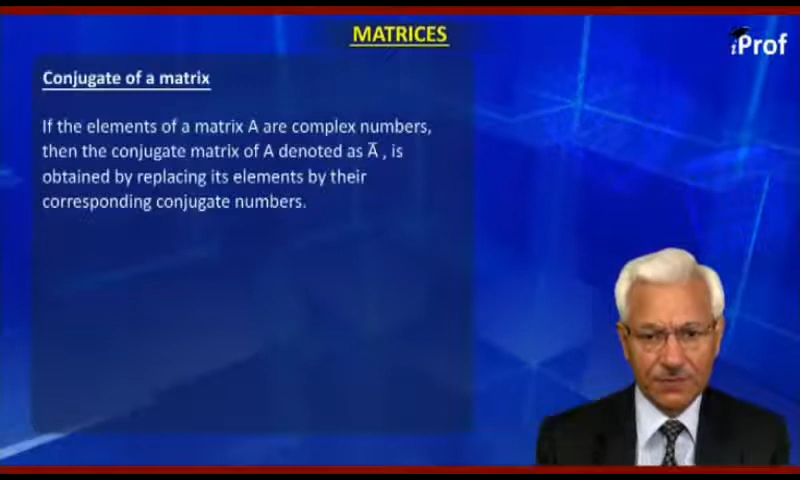 MATRICES
iProf
Conjugate of a matrix
If the elements of a matrix A are complex numbers,
then the conjugate matrix of A denoted as A̅ , is
obtained by replacing its elements by their
corresponding conjugate numbers.